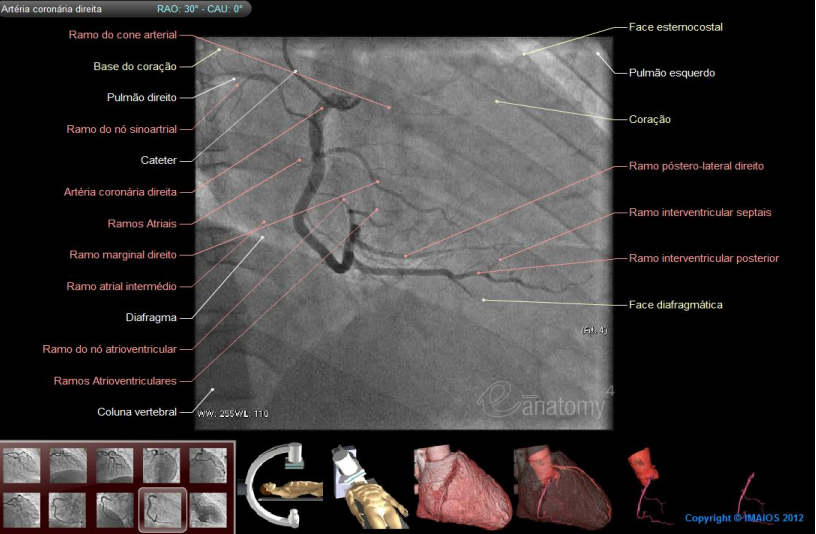 Artéria coronária direita RAO: 30° - CAU: 0°
Ramo do cone arterial
Base do coração
Pulmão direito
Ramo do nó sinoartrial
Cateter
Artéria coronária direita
Ramos Atriais
Ramo marginal direito
Ramo atrial intermédio
Diafragma
Ramo do nó atrioventricular
Ramos Atrioventriculares
Coluna vertebral
Face esternocostal
Pulmão esquerdo
Coração
Ramo póstero-lateral direito
Ramo interventricular septais
Ramo interventricular posterior
Face diafragmática
WW: 255WL: 110
e-anatomy 4
Copyright © IMAIOS 2012